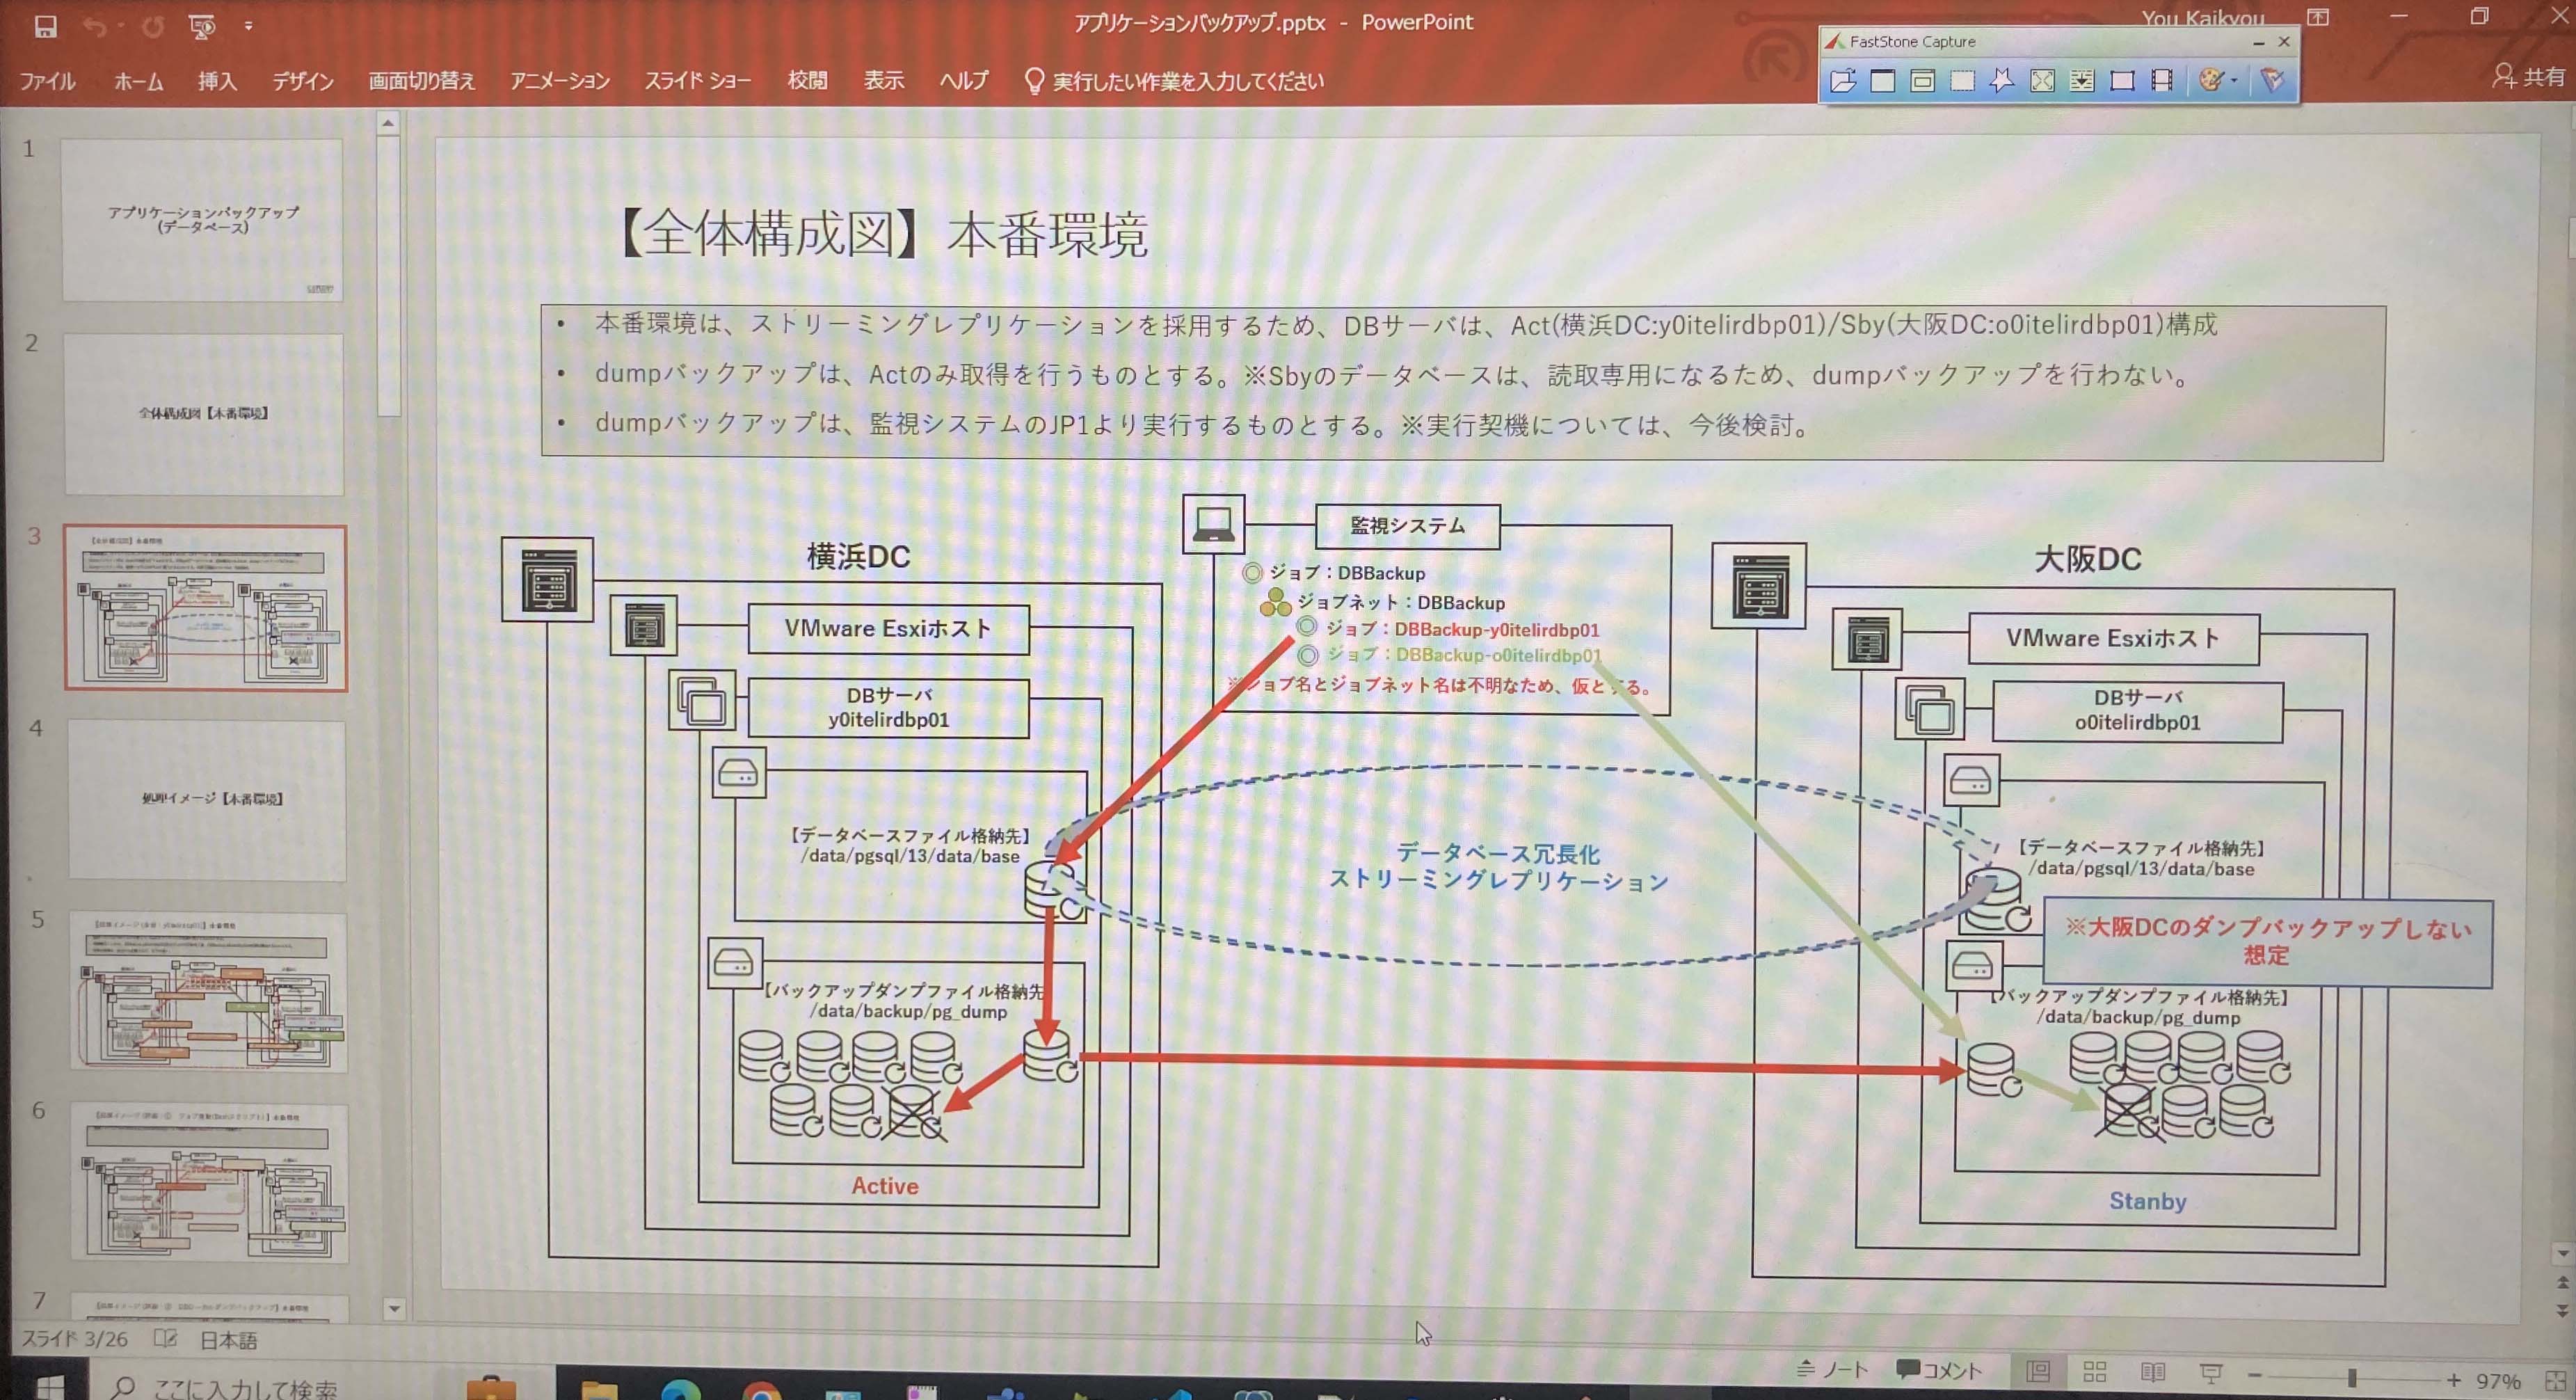 アプリケーションバックアップ.pptx - PowerPoint
You Kaikyou
FastStone Capture
ファイル ホーム 挿入 デザイン 画面切り替え アニメーション スライド ショー 校閲 表示 ヘルプ 実行したい作業を入力してください
共有
1
アプリケーションバックアップ
(データベース)
2
全体構成図【本番環境】
3
【全体構成図】本番環境
4
処理イメージ【本番環境】
5
6
7
【全体構成図】本番環境
• 本番環境は、ストリーミングレプリケーションを採用するため、DBサーバは、Act(横浜DC:y0itelirdbp01)/Sby(大阪DC:o0itelirdbp01)構成
• dumpバックアップは、Actのみ取得を行うものとする。※Sbyのデータベースは、読取専用になるため、dumpバックアップを行わない。
• dumpバックアップは、監視システムのJP1より実行するものとする。※実行契機については、今後検討。
監視システム
ジョブ：DBBackup
ジョブネット：DBBackup
ジョブ：DBBackup-y0itelirdbp01
ジョブ：DBBackup-o0itelirdbp01
※ジョブ名とジョブネット名は不明なため、仮とする。
横浜DC
VMware Esxiホスト
DBサーバ
y0itelirdbp01
【データベースファイル格納先】
/data/pgsql/13/data/base
【バックアップダンプファイル格納先
/data/backup/pg_dump
Active
データベース冗長化
ストリーミングレプリケーション
大阪DC
VMware Esxiホスト
DBサーバ
o0itelirdbp01
【データベースファイル格納先】
/data/pgsql/13/data/base
※大阪DCのダンプバックアップしない
想定
【バックアップダンプファイル格納先】
/data/backup/pg_dump
Stanby
スライド 3/26 日本語
ノート コメント
97%
ここに入力して検索